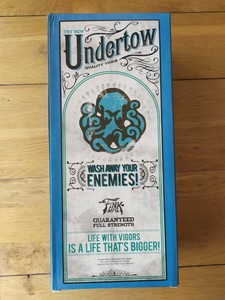 TRY NEW
Undertow
QUALITY VIGOR
WASH AWAY YOUR
ENEMIES!
FINK
GUARANTEED
FULL STRENGTH
LIFE WITH VIGORS
IS A LIFE THAT'S BIGGER!